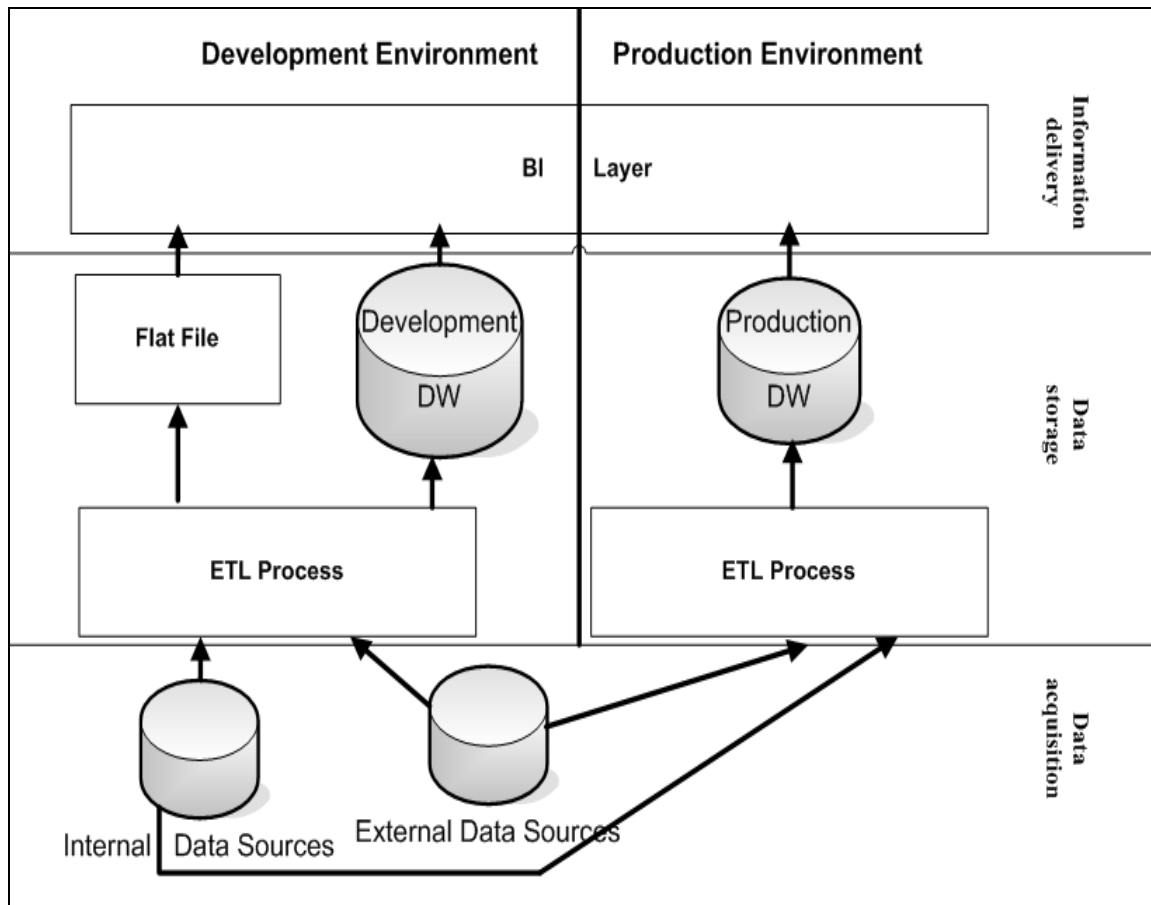 Development Environment
Production Environment
Information
delivery
BI Layer
Flat File
Development
DW
Production
DW
Data
storage
ETL Process
ETL Process
Data
acquisition
Internal Data Sources
External Data Sources